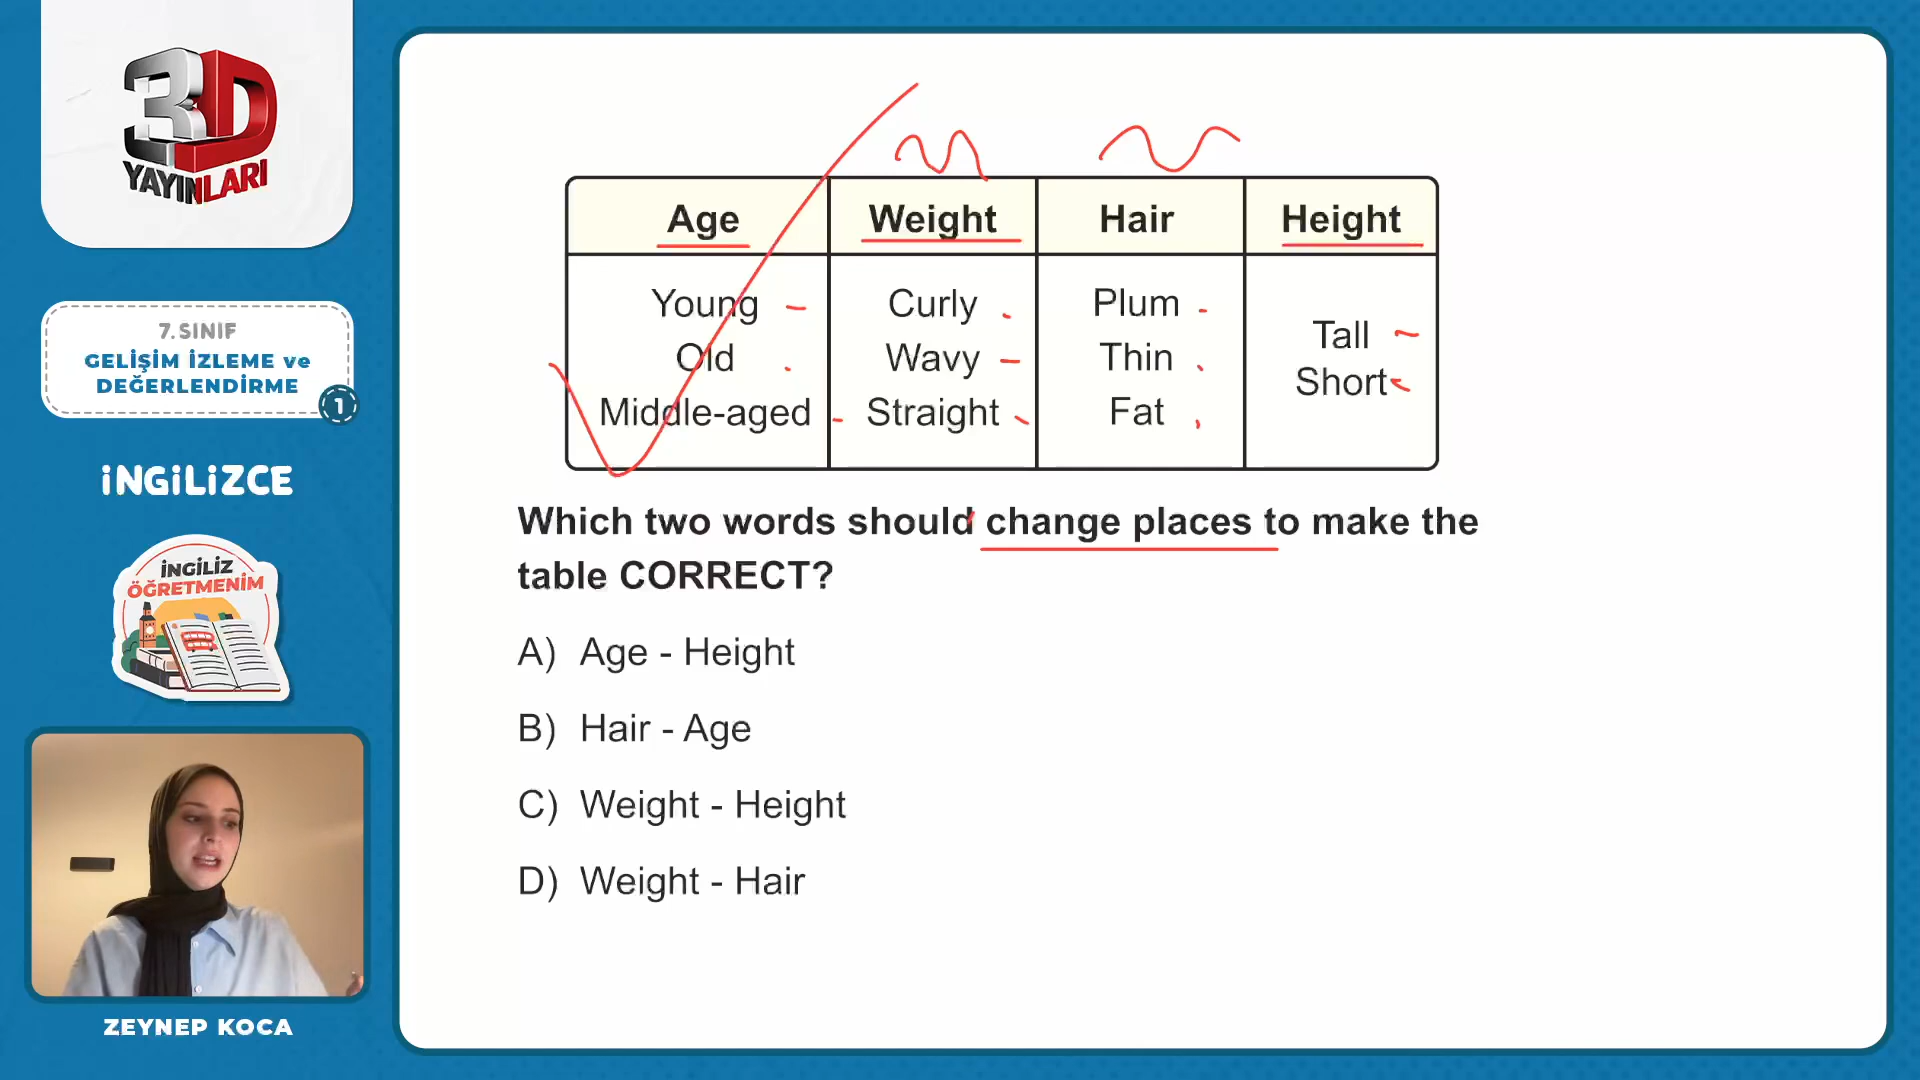 3D
YAYINLARI
7.SINIF
GELİŞİM İZLEME ve
DEĞERLENDİRME
1
İNGİLİZCE
İNGİLİZ
ÖĞRETMENİM
ZEYNEP KOCA
Age Weight Hair Height
Young Curly Plum Tall
Old Wavy Thin Short
Middle-aged Straight Fat
Which two words should change places to make the
table CORRECT?
A) Age - Height
B) Hair - Age
C) Weight - Height
D) Weight - Hair